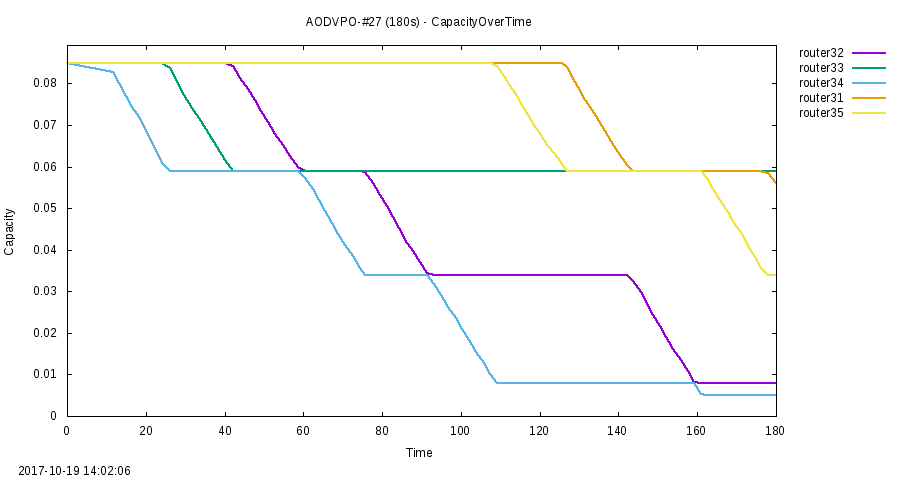 AODVPO-#27 (180s) - CapacityOverTime
router32
router33
router34
router31
router35
0.08
0.07
0.06
0.05
0.04
0.03
0.02
0.01
0
Capacity
0 20 40 60 80 100 120 140 160 180
Time
2017-10-19 14:02:06